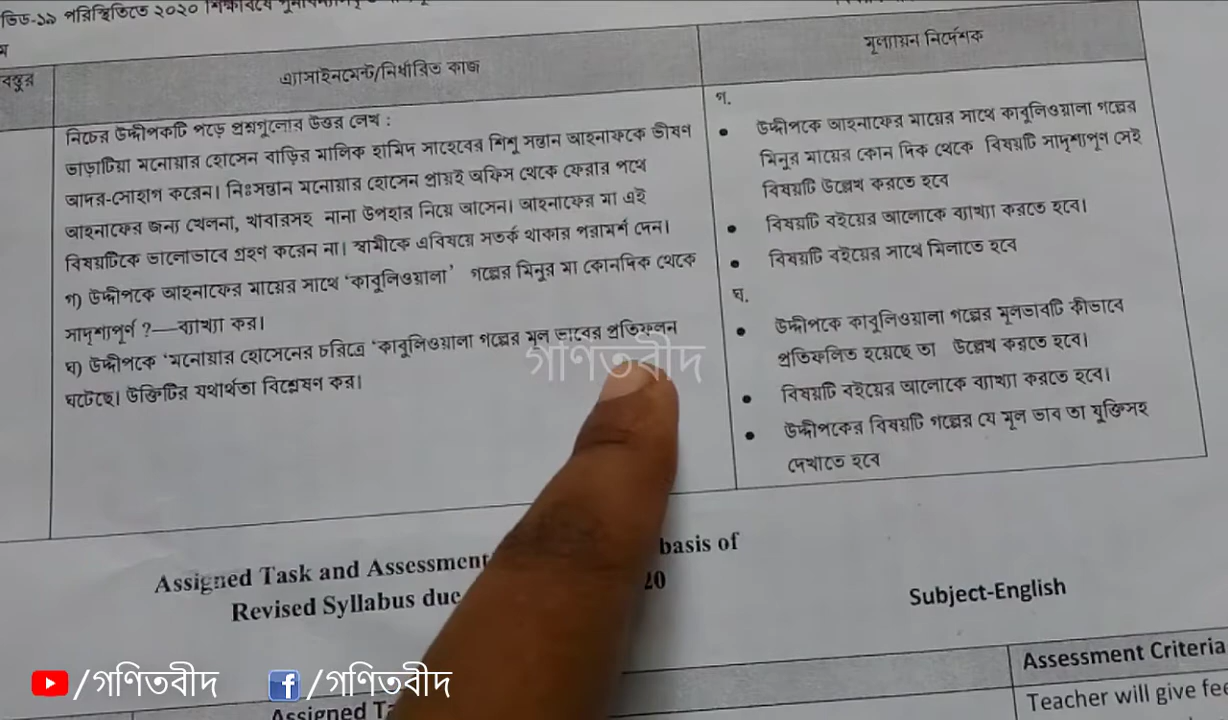 ভিড-১৯ পরিস্থিতিতে ২০২০ শিক্ষাবর্ষে
বস্তুর
এ্যাসাইনমেন্ট/নির্ধারিত কাজ
মূল্যায়ন নির্দেশক
নিচের উদ্দীপকটি পড়ে প্রশ্নগুলোর উত্তর লেখ :
ভাড়াটিয়া মনোয়ার হোসেন বাড়ির মালিক হামিদ সাহেবের শিশু সন্তান আহনাফকে ভীষণ
আদর-সোহাগ করেন। নিঃসন্তান মনোয়ার হোসেন প্রায়ই অফিস থেকে ফেরার পথে
আহনাফের জন্য খেলনা, খাবারসহ নানা উপহার নিয়ে আসেন। আহনাফের মা এই
বিষয়টিকে ভালোভাবে গ্রহণ করেন না। স্বামীকে এবিষয়ে সতর্ক থাকার পরামর্শ দেন।
গ) উদ্দীপকে আহনাফের মায়ের সাথে ‘কাবুলিওয়ালা’ গল্পের মিনুর মা কোনদিক থেকে
সাদৃশ্যপূর্ণ ?—ব্যাখ্যা কর।
ঘ) উদ্দীপকে ‘মনোয়ার হোসেনের চরিত্রে ‘কাবুলিওয়ালা গল্পের মূল ভাবের প্রতিফলন
ঘটেছে। উক্তিটির যথার্থতা বিশ্লেষণ কর।
গ.
• উদ্দীপকে আহনাফের মায়ের সাথে কাবুলিওয়ালা গল্পের
মিনুর মায়ের কোন দিক থেকে বিষয়টি সাদৃশ্যপূণ সেই
বিষয়টি উল্লেখ করতে হবে
• বিষয়টি বইয়ের আলোকে ব্যাখ্যা করতে হবে।
• বিষয়টি বইয়ের সাথে মিলাতে হবে
ঘ.
• উদ্দীপকে কাবুলিওয়ালা গল্পের মূলভাবটি কীভাবে
প্রতিফলিত হয়েছে তা উল্লেখ করতে হবে।
• বিষয়টি বইয়ের আলোকে ব্যাখ্যা করতে হবে।
• উদ্দীপকের বিষয়টি গল্পের যে মূল ভাব তা যুক্তিসহ
দেখাতে হবে
গণিতবীদ
Assigned Task and Assessment basis of
Revised Syllabus due 20
Subject-English
Assessment Criteria
Assigned
Teacher will give
/গণিতবীদ /গণিতবীদ